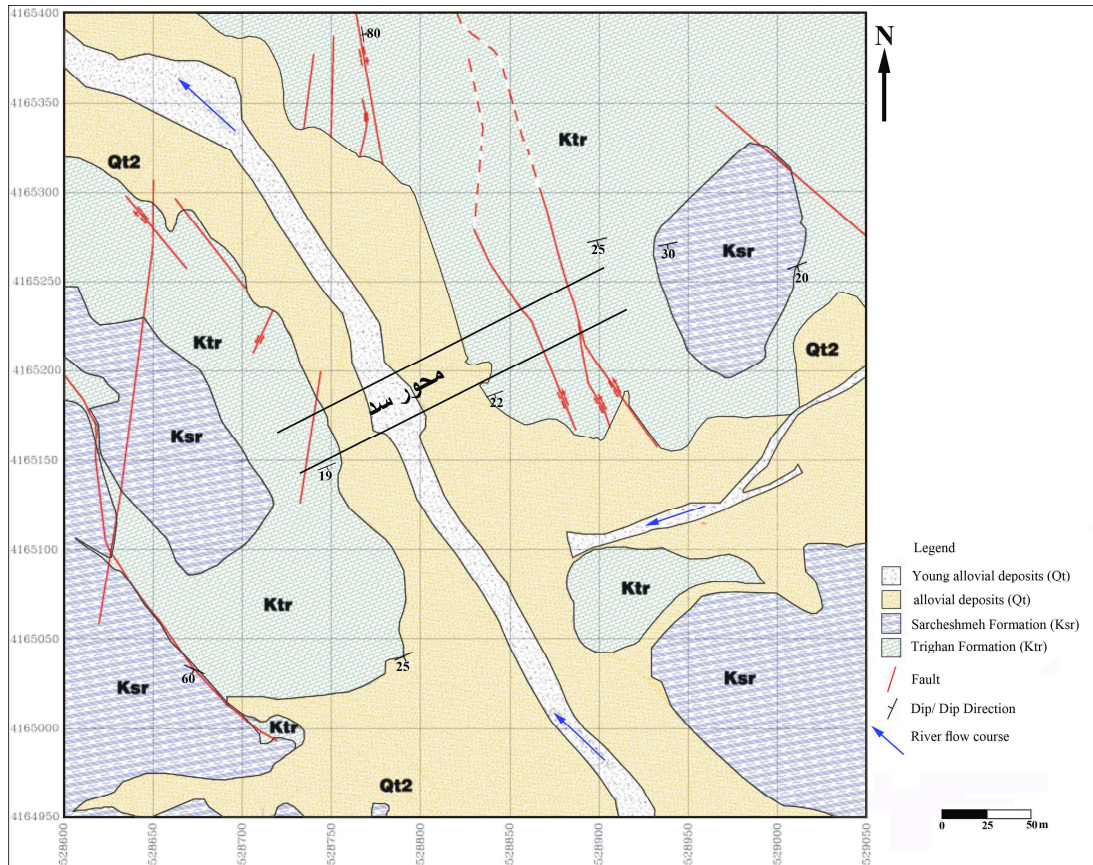 4165400
4165350
4165300
4165250
4165200
4165150
4165100
4165050
4165000
4164950
528600
528650
528700
528750
528800
528850
528900
528950
529000
529050
80
N
Ktr
Qt2
Ksr
25
30
20
Ktr
Qt2
محور سد
22
Ksr
19
Ktr
Ktr
25
60
Ksr
Ksr
Ktr
Qt2
Legend
Young allovial deposits (Qt)
allovial deposits (Qt)
Sarcheshmeh Formation (Ksr)
Trighan Formation (Ktr)
Fault
Dip/ Dip Direction
River flow course
0 25 50 m